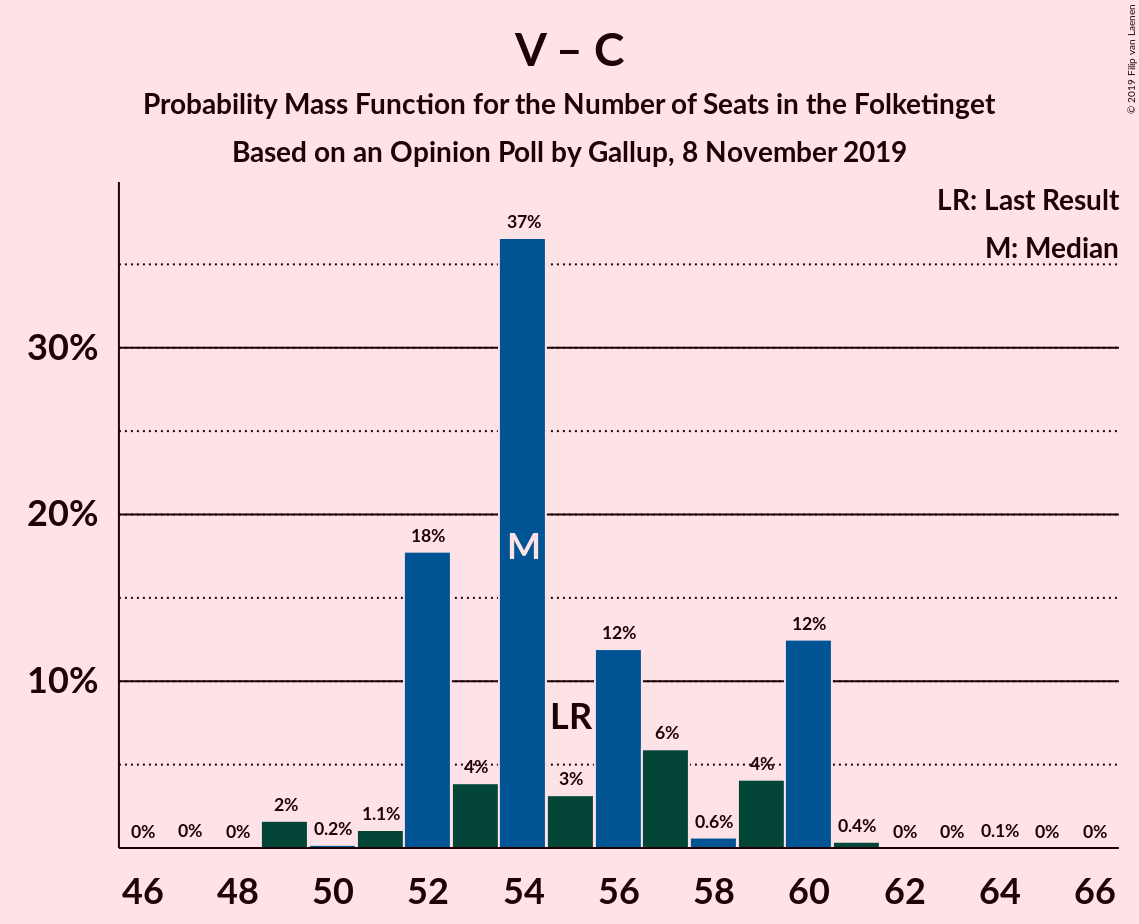 V – C
Probability Mass Function for the Number of Seats in the Folketinget
Based on an Opinion Poll by Gallup, 8 November 2019
© 2019 Filip van Laenen
LR: Last Result
M: Median
30%
20%
10%
0%
0%
0%
2%
0.2%
1.1%
18%
4%
37%
M
3%
LR
12%
6%
0.6%
4%
12%
0.4%
0%
0%
0.1%
0%
0%
46 48 50 52 54 56 58 60 62 64 66